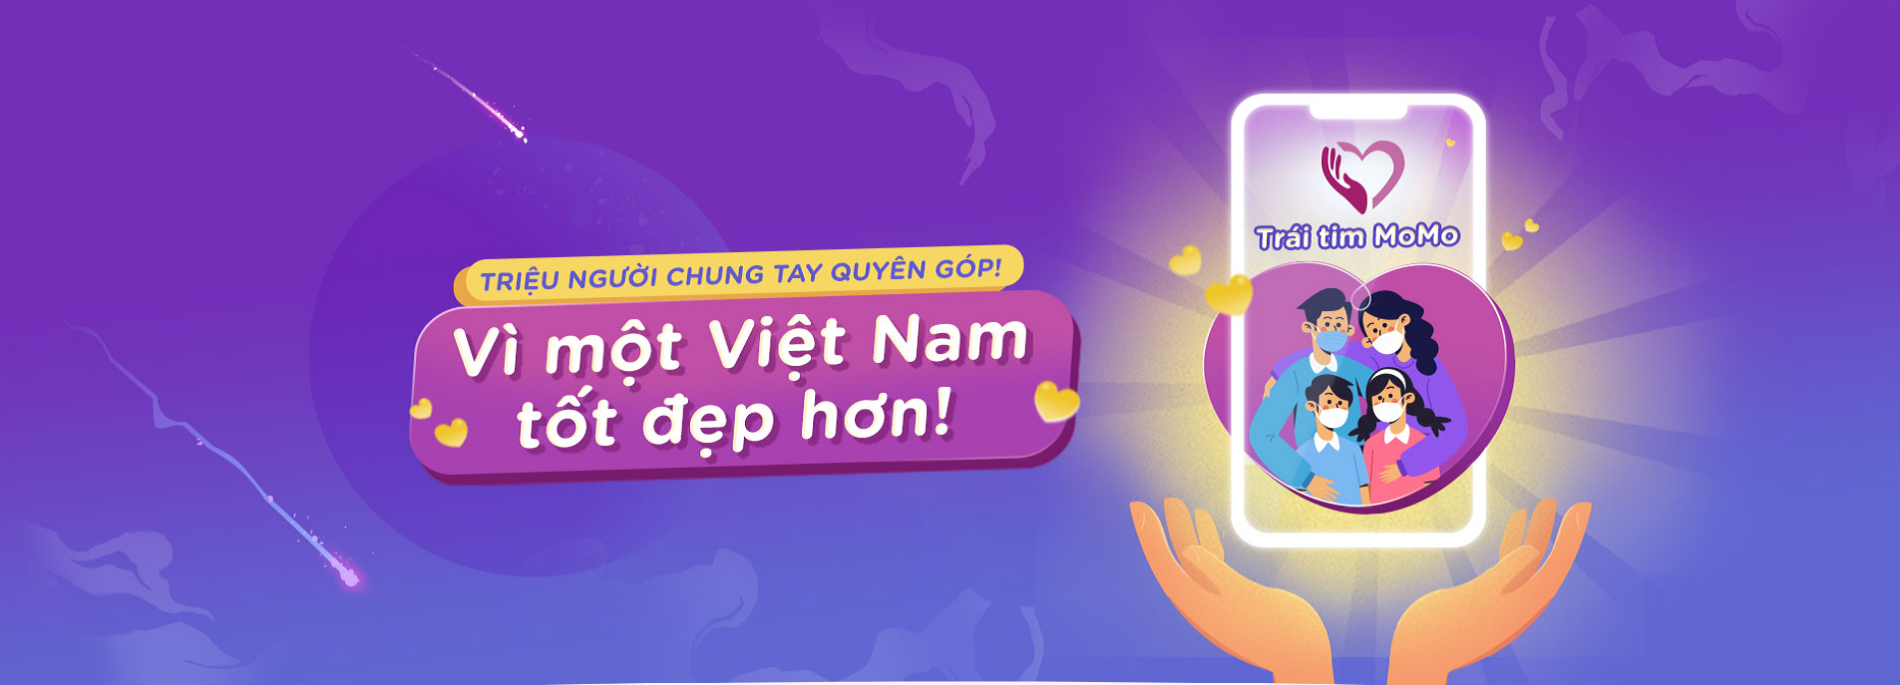 TRIỆU NGƯỜI CHUNG TAY QUYÊN GÓP!
Vì một Việt Nam
tốt đẹp hơn!
Trái tim MoMo